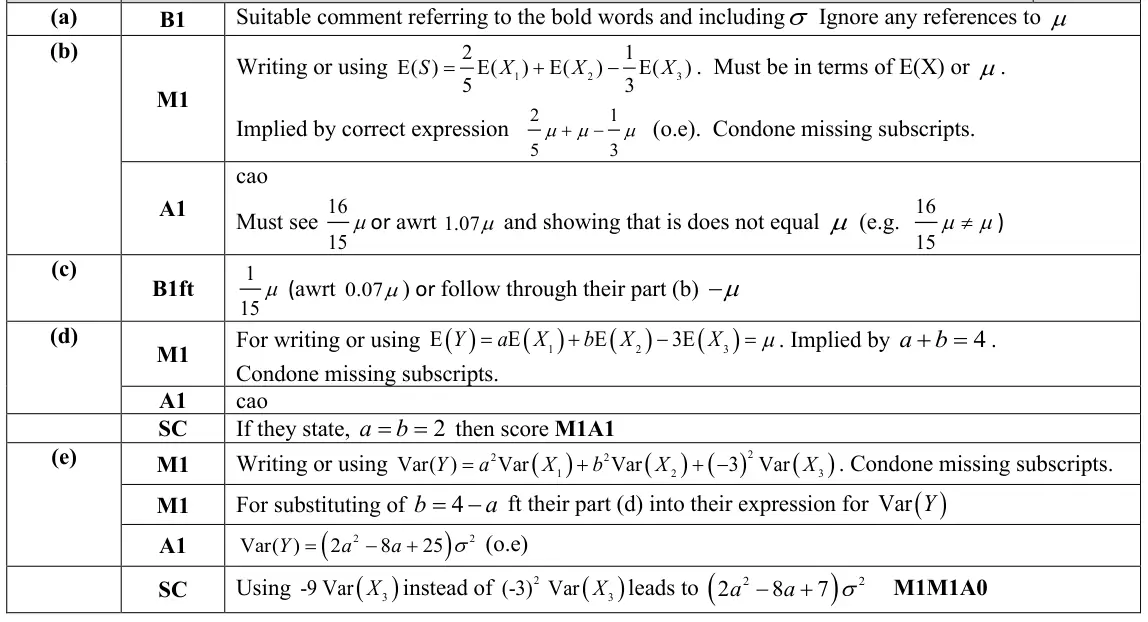 (a) B1 Suitable comment referring to the bold words and including σ Ignore any references to μ
(b) M1 Writing or using E(S) = 2/5 E(X₁) + E(X₂) − 1/3 E(X₃). Must be in terms of E(X) or μ.
Implied by correct expression 2/5 μ + μ − 1/3 μ (o.e). Condone missing subscripts.
A1 cao
Must see 16/15 μ or awrt 1.07μ and showing that is does not equal μ (e.g. 16/15 μ ≠ μ)
(c) B1ft 1/15 μ (awrt 0.07μ) or follow through their part (b) −μ
(d) M1 For writing or using E(Y) = aE(X₁) + bE(X₂) − 3E(X₃) = μ. Implied by a + b = 4.
Condone missing subscripts.
A1 cao
SC If they state, a = b = 2 then score M1A1
(e) M1 Writing or using Var(Y) = a²Var(X₁) + b²Var(X₂) + (−3)² Var(X₃). Condone missing subscripts.
M1 For substituting of b = 4 − a ft their part (d) into their expression for Var(Y)
A1 Var(Y) = (2a² − 8a + 25)σ² (o.e)
SC Using -9 Var(X₃) instead of (-3)² Var(X₃) leads to (2a² − 8a + 7)σ² M1M1A0